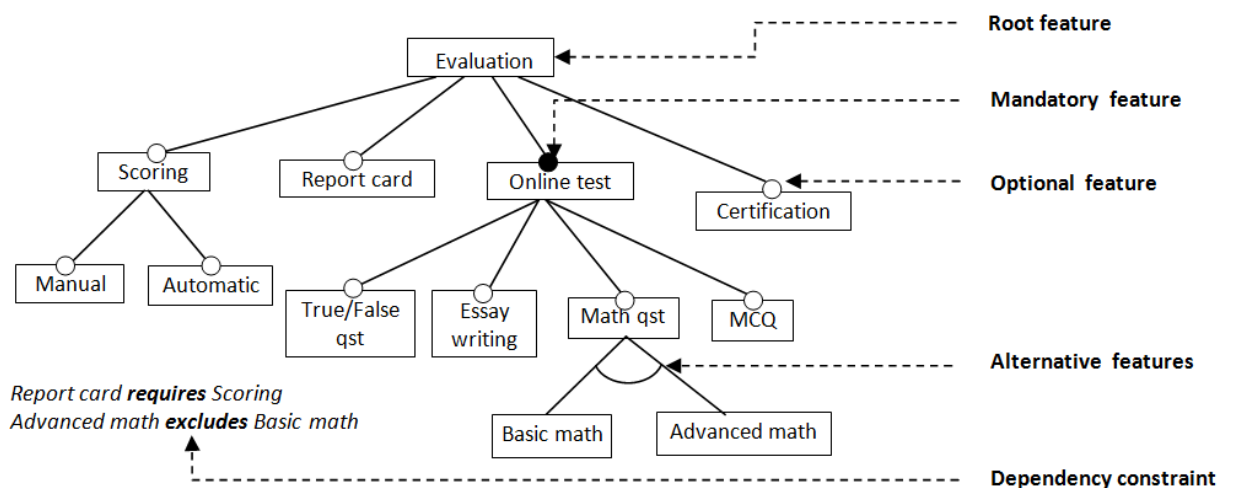 Root feature
Evaluation
Mandatory feature
Scoring
Report card
Online test
Optional feature
Certification
Manual
Automatic
True/False
qst
Essay
writing
Math qst
MCQ
Alternative features
Report card requires Scoring
Advanced math excludes Basic math
Basic math
Advanced math
Dependency constraint